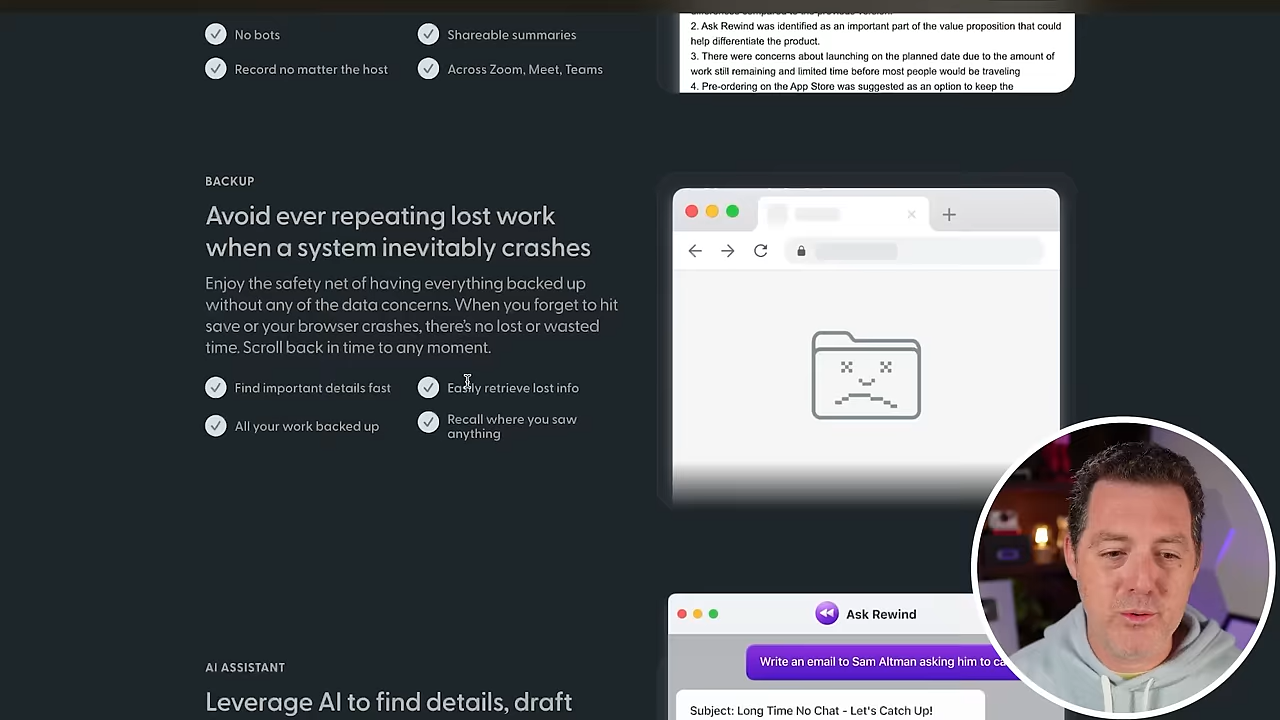 No bots
Shareable summaries
Record no matter the host
Across Zoom, Meet, Teams
2. Ask Rewind was identified as an important part of the value proposition that could
help differentiate the product.
3. There were concerns about launching on the planned date due to the amount of
work still remaining and limited time before most people would be traveling
4. Pre-ordering on the App Store was suggested as an option to keep the
BACKUP
Avoid ever repeating lost work
when a system inevitably crashes
Enjoy the safety net of having everything backed up
without any of the data concerns. When you forget to hit
save or your browser crashes, there's no lost or wasted
time. Scroll back in time to any moment.
Find important details fast
Easily retrieve lost info
All your work backed up
Recall where you saw
anything
Ask Rewind
Write an email to Sam Altman asking him to
Subject: Long Time No Chat - Let's Catch Up!
AI ASSISTANT
Leverage AI to find details, draft